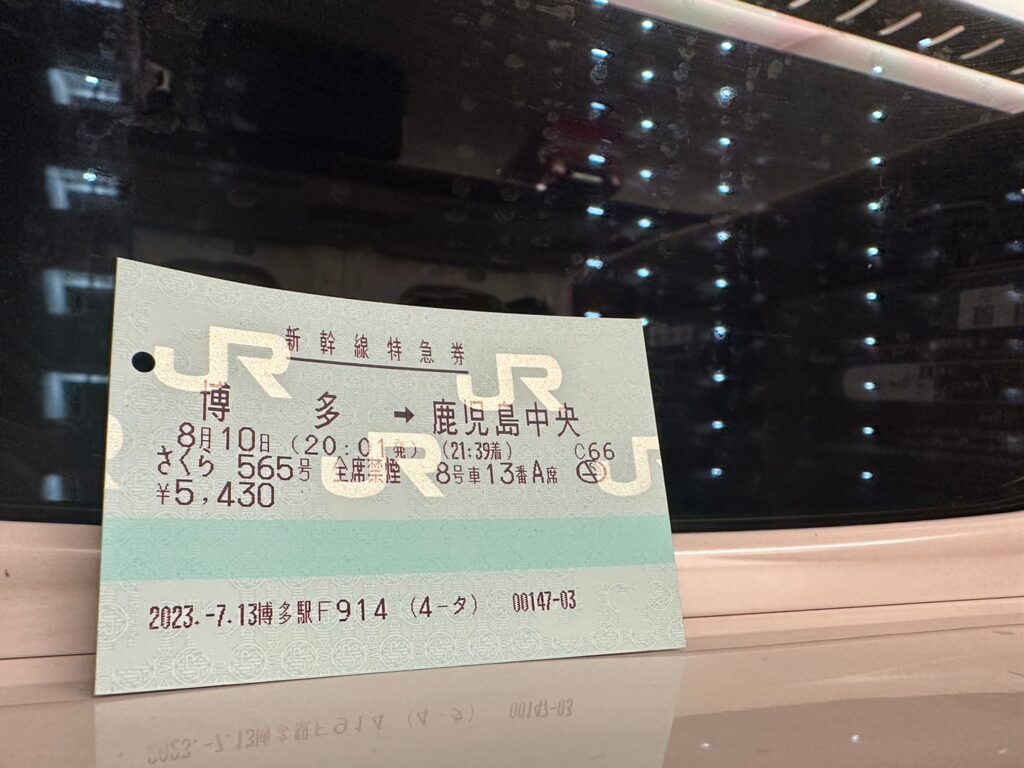 新幹線特急券
博多 → 鹿児島中央
8月10日 (20:01発) (21:39着) C66
さくら 565号 全席禁煙 8号車13番A席
¥5,430
2023.-7.13博多駅F914 (4-タ) 00147-03